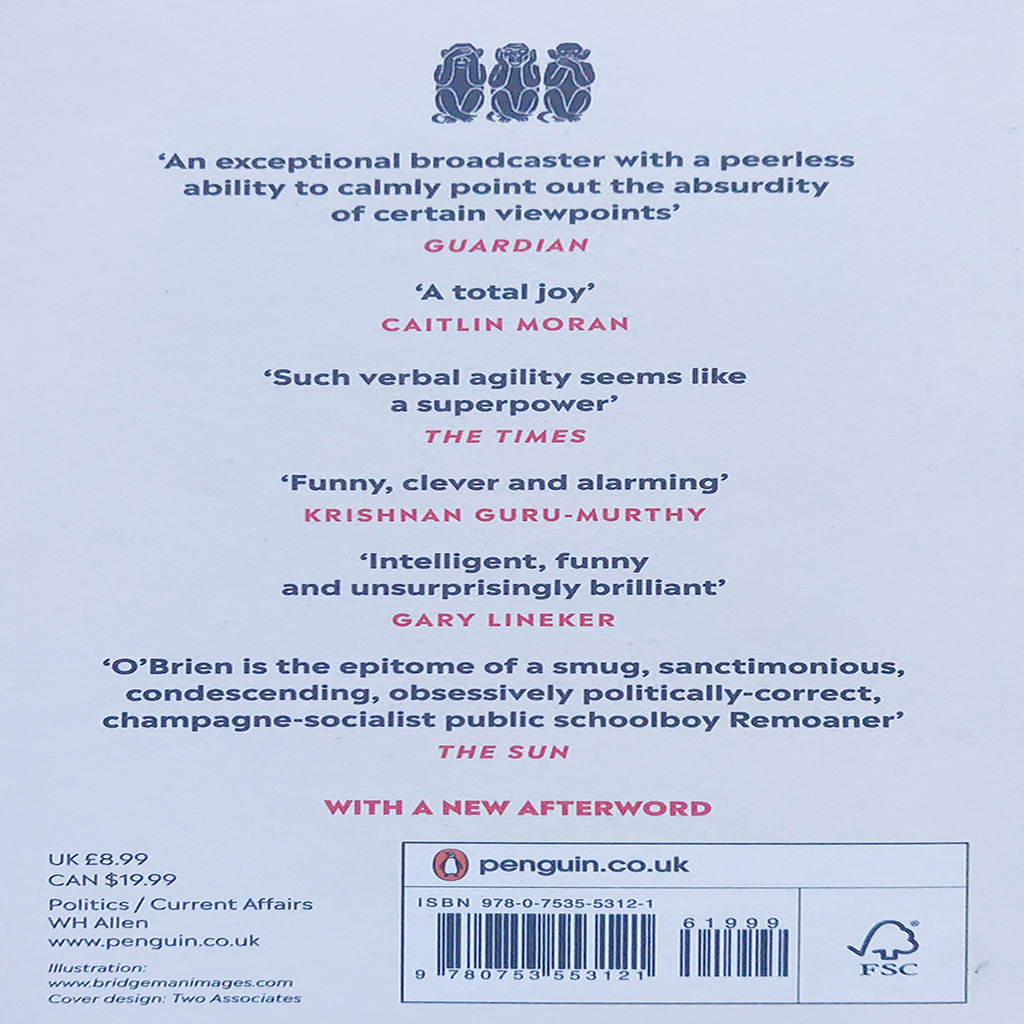 ‘An exceptional broadcaster with a peerless
ability to calmly point out the absurdity
of certain viewpoints’
GUARDIAN
‘A total joy’
CAITLIN MORAN
‘Such verbal agility seems like
a superpower’
THE TIMES
‘Funny, clever and alarming’
KRISHNAN GURU-MURTHY
‘Intelligent, funny
and unsurprisingly brilliant’
GARY LINEKER
‘O’Brien is the epitome of a smug, sanctimonious,
condescending, obsessively politically-correct,
champagne-socialist public schoolboy Remoaner’
THE SUN
WITH A NEW AFTERWORD
UK £8.99
CAN $19.99
Politics / Current Affairs
WH Allen
www.penguin.co.uk
Illustration:
www.bridgemanimages.com
Cover design: Two Associates
penguin.co.uk
ISBN 978-0-7535-5312-1
61999
9 780753 553121
FSC®